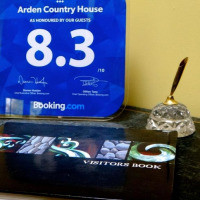 Arden Country House
AS HONOURED BY OUR GUESTS
8.3
/10
Booking.com
VISITORS BOOK